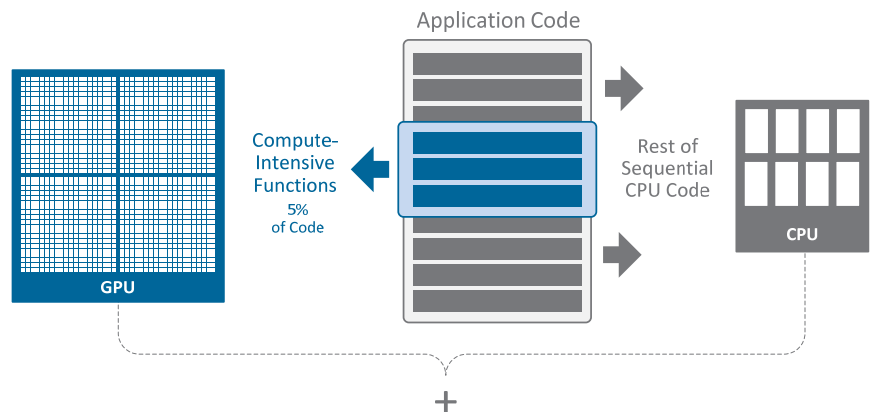 Application Code
Compute-
Intensive
Functions
5%
of Code
Rest of
Sequential
CPU Code
GPU
CPU
+